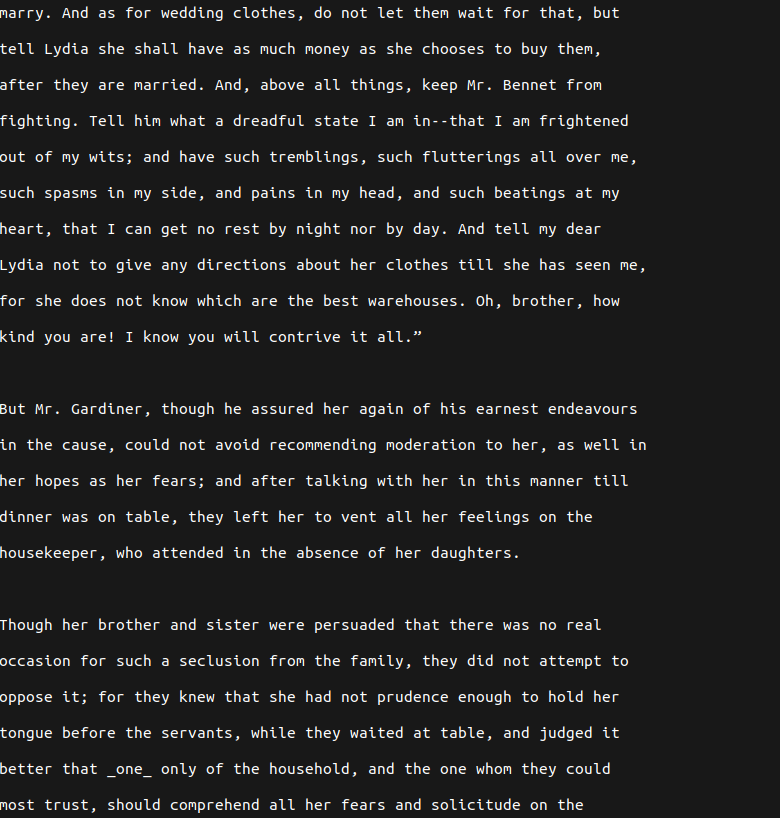 marry. And as for wedding clothes, do not let them wait for that, but
tell Lydia she shall have as much money as she chooses to buy them,
after they are married. And, above all things, keep Mr. Bennet from
fighting. Tell him what a dreadful state I am in--that I am frightened
out of my wits; and have such tremblings, such flutterings all over me,
such spasms in my side, and pains in my head, and such beatings at my
heart, that I can get no rest by night nor by day. And tell my dear
Lydia not to give any directions about her clothes till she has seen me,
for she does not know which are the best warehouses. Oh, brother, how
kind you are! I know you will contrive it all.”

But Mr. Gardiner, though he assured her again of his earnest endeavours
in the cause, could not avoid recommending moderation to her, as well in
her hopes as her fears; and after talking with her in this manner till
dinner was on table, they left her to vent all her feelings on the
housekeeper, who attended in the absence of her daughters.

Though her brother and sister were persuaded that there was no real
occasion for such a seclusion from the family, they did not attempt to
oppose it; for they knew that she had not prudence enough to hold her
tongue before the servants, while they waited at table, and judged it
better that _one_ only of the household, and the one whom they could
most trust, should comprehend all her fears and solicitude on the